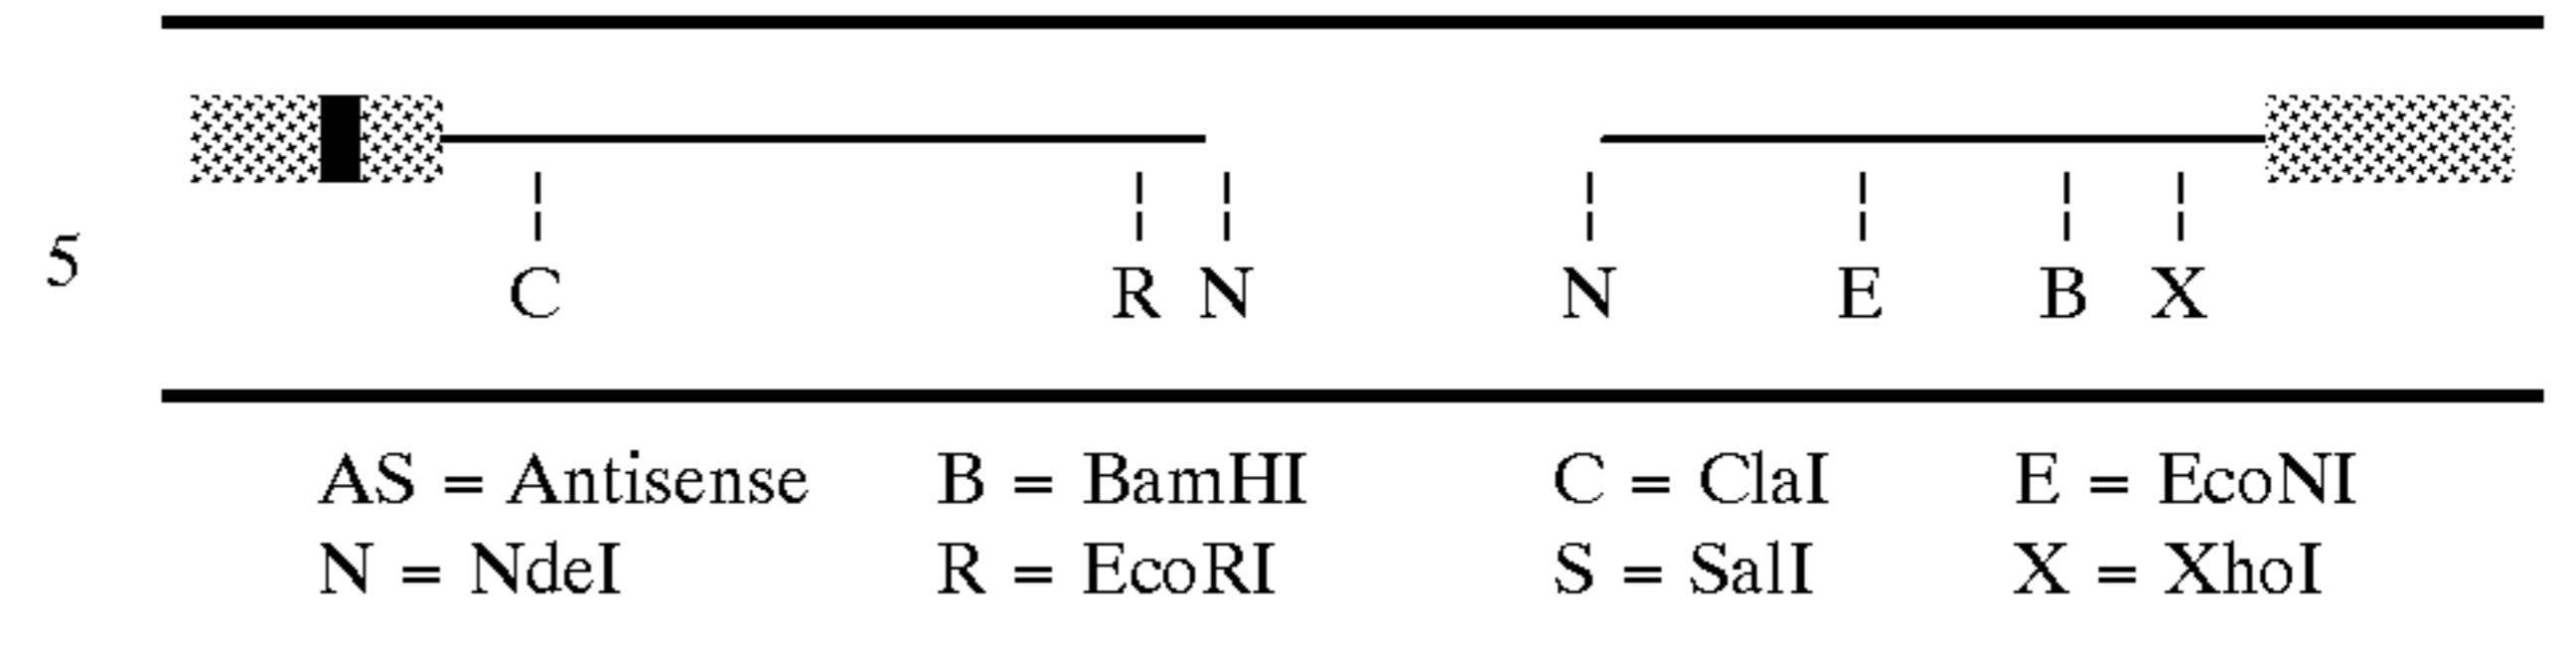 5
C R N N E B X
AS = Antisense B = BamHI C = ClaI E = EcoNI
N = NdeI R = EcoRI S = SalI X = XhoI